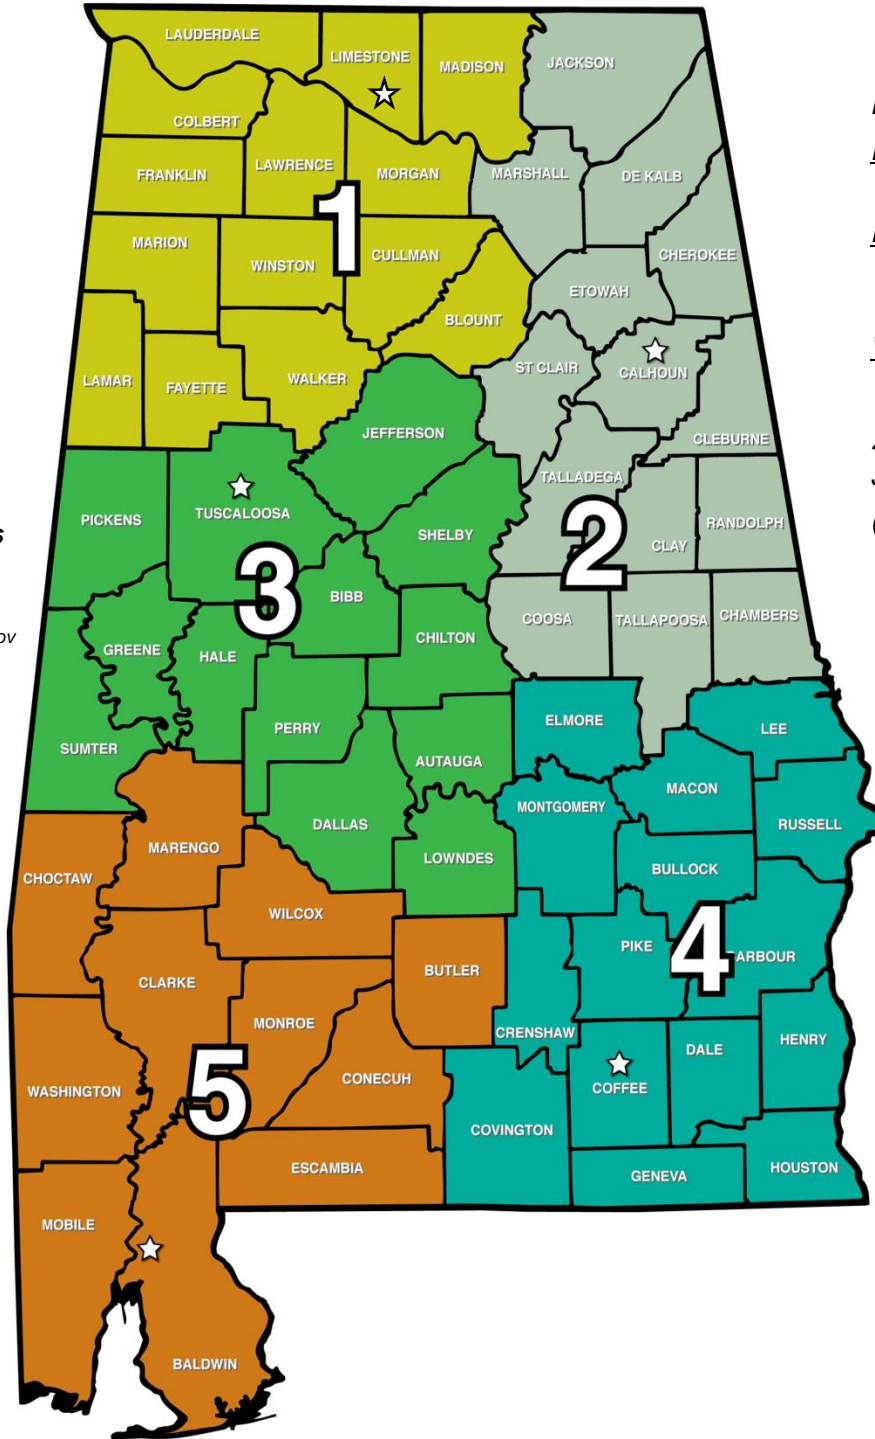 LAUDERDALE
LIMESTONE
MADISON
JACKSON
COLBERT
FRANKLIN
LAWRENCE
MORGAN
MARSHALL
DE KALB
1
MARION
WINSTON
CULLMAN
CHEROKEE
ETOWAH
BLOUNT
LAMAR
FAYETTE
WALKER
ST CLAIR
CALHOUN
JEFFERSON
CLEBURNE
TALLADEGA
PICKENS
TUSCALOOSA
SHELBY
2
CLAY
RANDOLPH
s
3
BIBB
ov
GREENE
HALE
CHILTON
COOSA
TALLAPOOSA
CHAMBERS
SUMTER
PERRY
AUTAUGA
ELMORE
LEE
MACON
MONTGOMERY
RUSSELL
DALLAS
MARENGO
LOWNDES
CHOCTAW
BULLOCK
WILCOX
PIKE
4
ARBOUR
CLARKE
BUTLER
MONROE
CRENSHAW
HENRY
DALE
5
CONECUH
COFFEE
WASHINGTON
COVINGTON
ESCAMBIA
GENEVA
HOUSTON
MOBILE
BALDWIN